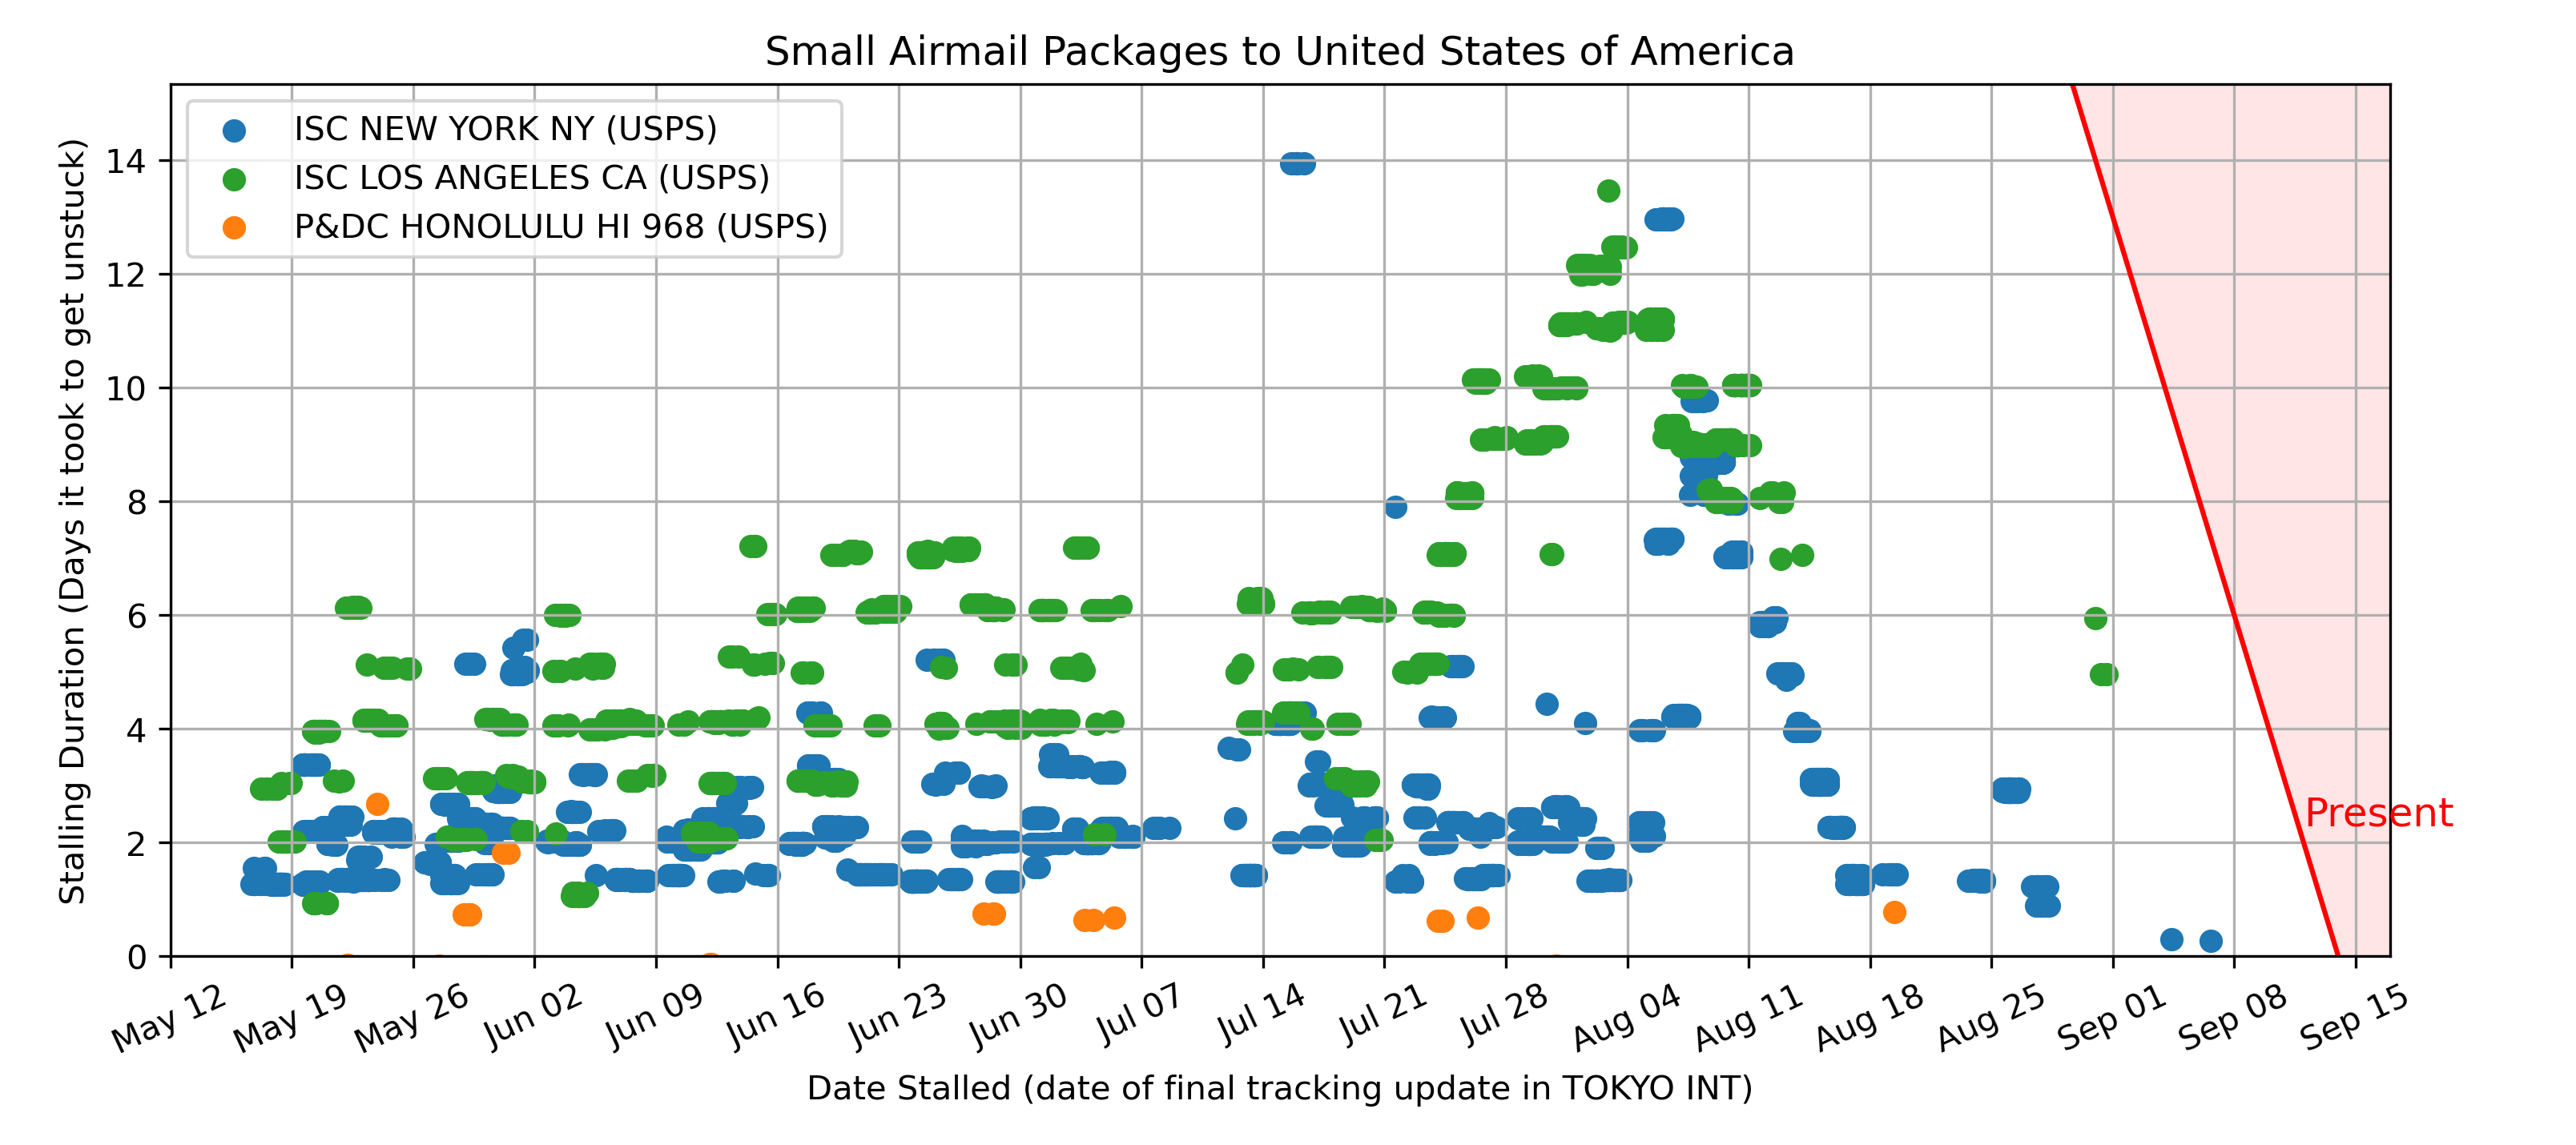 Small Airmail Packages to United States of America
ISC NEW YORK NY (USPS)
ISC LOS ANGELES CA (USPS)
P&DC HONOLULU HI 968 (USPS)
Stalling Duration (Days it took to get unstuck)
14
12
10
8
6
4
2
0
Present
May 12
May 19
May 26
Jun 02
Jun 09
Jun 16
Jun 23
Jun 30
Jul 07
Jul 14
Jul 21
Jul 28
Aug 04
Aug 11
Aug 18
Aug 25
Sep 01
Sep 08
Sep 15
Date Stalled (date of final tracking update in TOKYO INT)